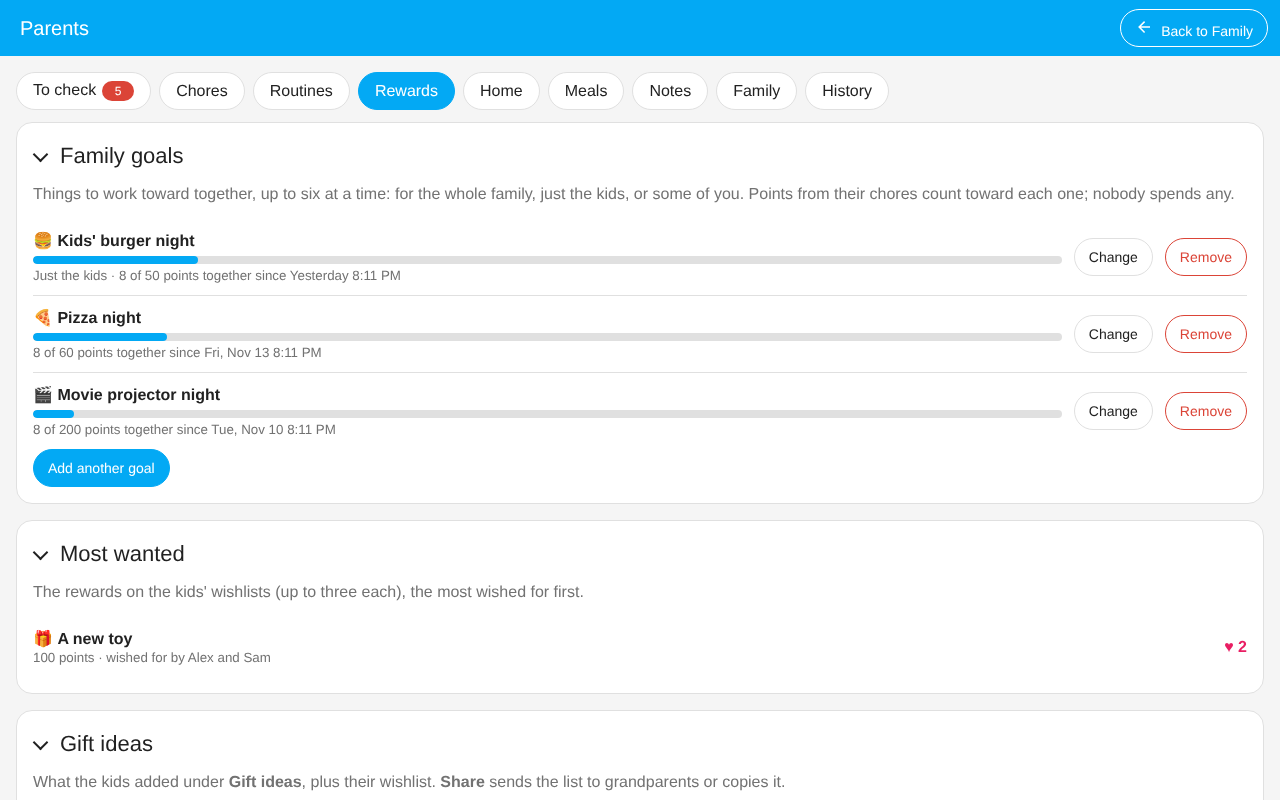 Parents
Back to Family
To check 5
Chores
Routines
Rewards
Home
Meals
Notes
Family
History
Family goals
Things to work toward together, up to six at a time: for the whole family, just the kids, or some of you. Points from their chores count toward each one; nobody spends any.
🍔 Kids' burger night
Just the kids · 8 of 50 points together since Yesterday 8:11 PM
Change
Remove
🍕 Pizza night
8 of 60 points together since Fri, Nov 13 8:11 PM
Change
Remove
🎬 Movie projector night
8 of 200 points together since Tue, Nov 10 8:11 PM
Change
Remove
Add another goal
Most wanted
The rewards on the kids' wishlists (up to three each), the most wished for first.
🎁 A new toy
100 points · wished for by Alex and Sam
♥ 2
Gift ideas
What the kids added under Gift ideas, plus their wishlist. Share sends the list to grandparents or copies it.